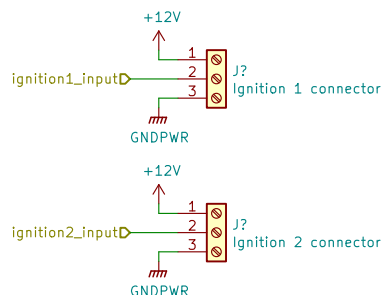 +12V
1
J?
ignition1_input
2
Ignition 1 connector
3
GNDPWR
+12V
1
J?
ignition2_input
2
Ignition 2 connector
3
GNDPWR